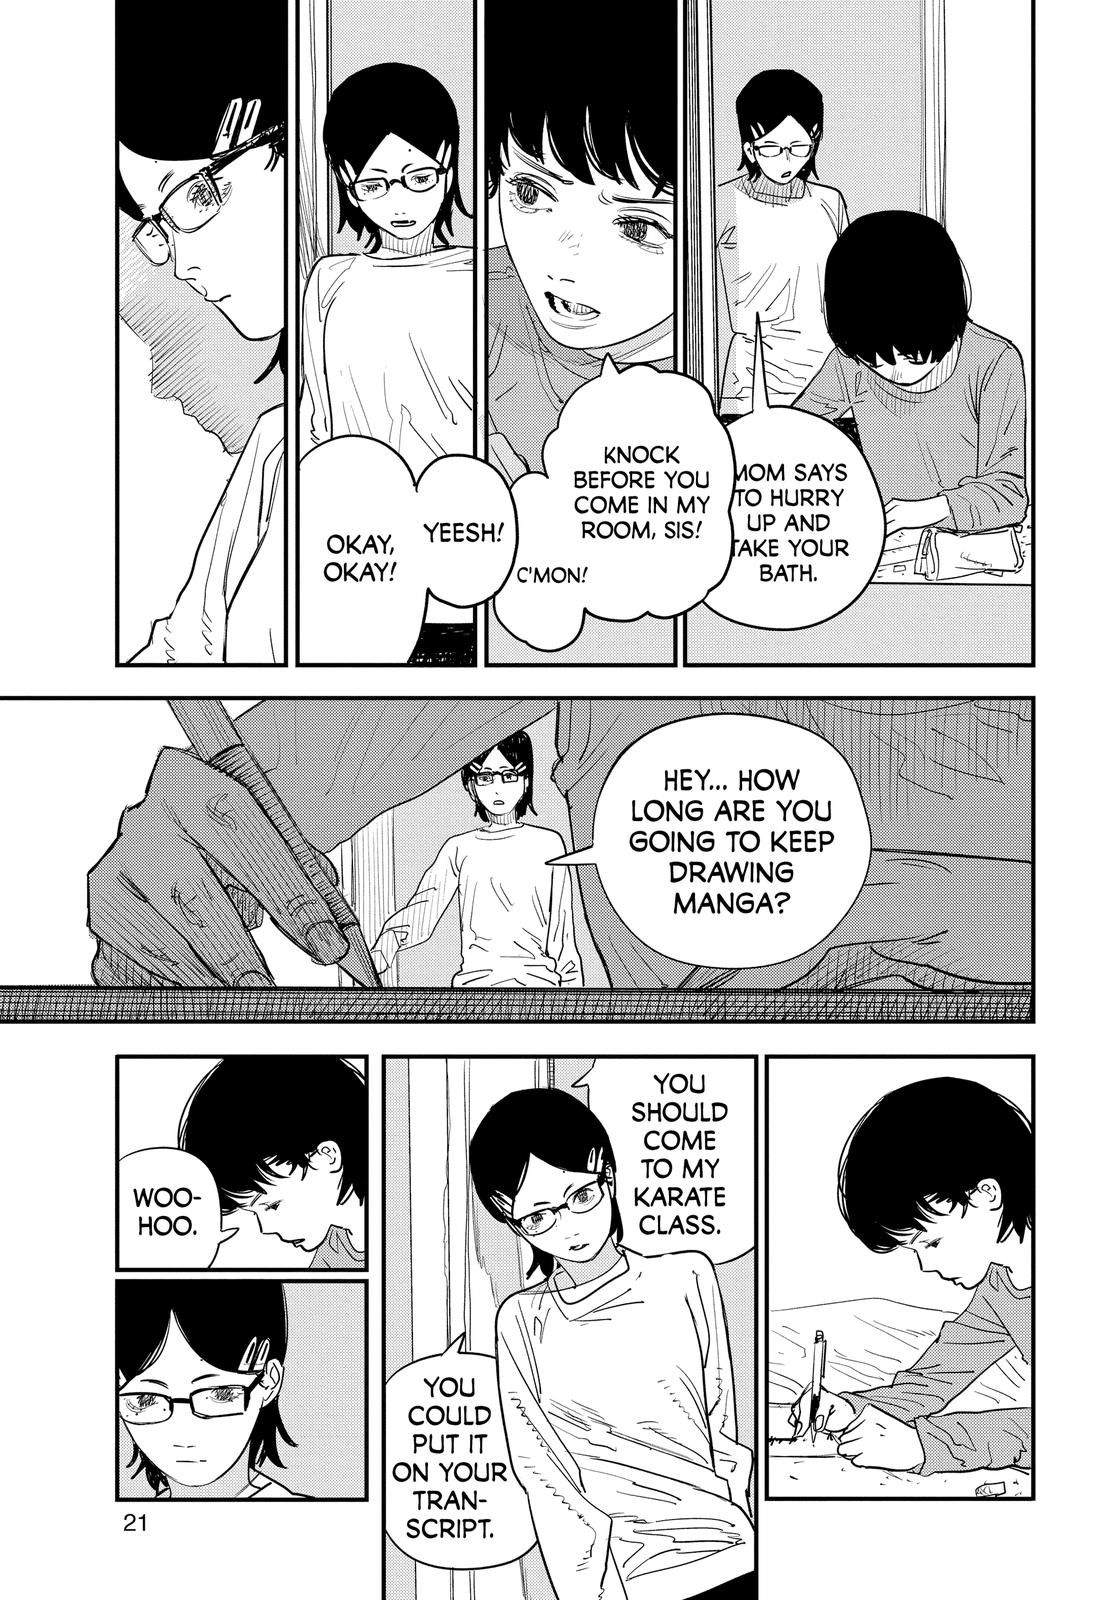 MOM SAYS
TO HURRY
UP AND
TAKE YOUR
BATH.
KNOCK
BEFORE YOU
COME IN MY
ROOM, SIS!
C'MON!
YEESH!
OKAY,
OKAY!
HEY... HOW
LONG ARE YOU
GOING TO KEEP
DRAWING
MANGA?
YOU
SHOULD
COME
TO MY
KARATE
CLASS.
YOU
COULD
PUT IT
ON YOUR
TRAN-
SCRIPT.
WOO-
HOO.
21